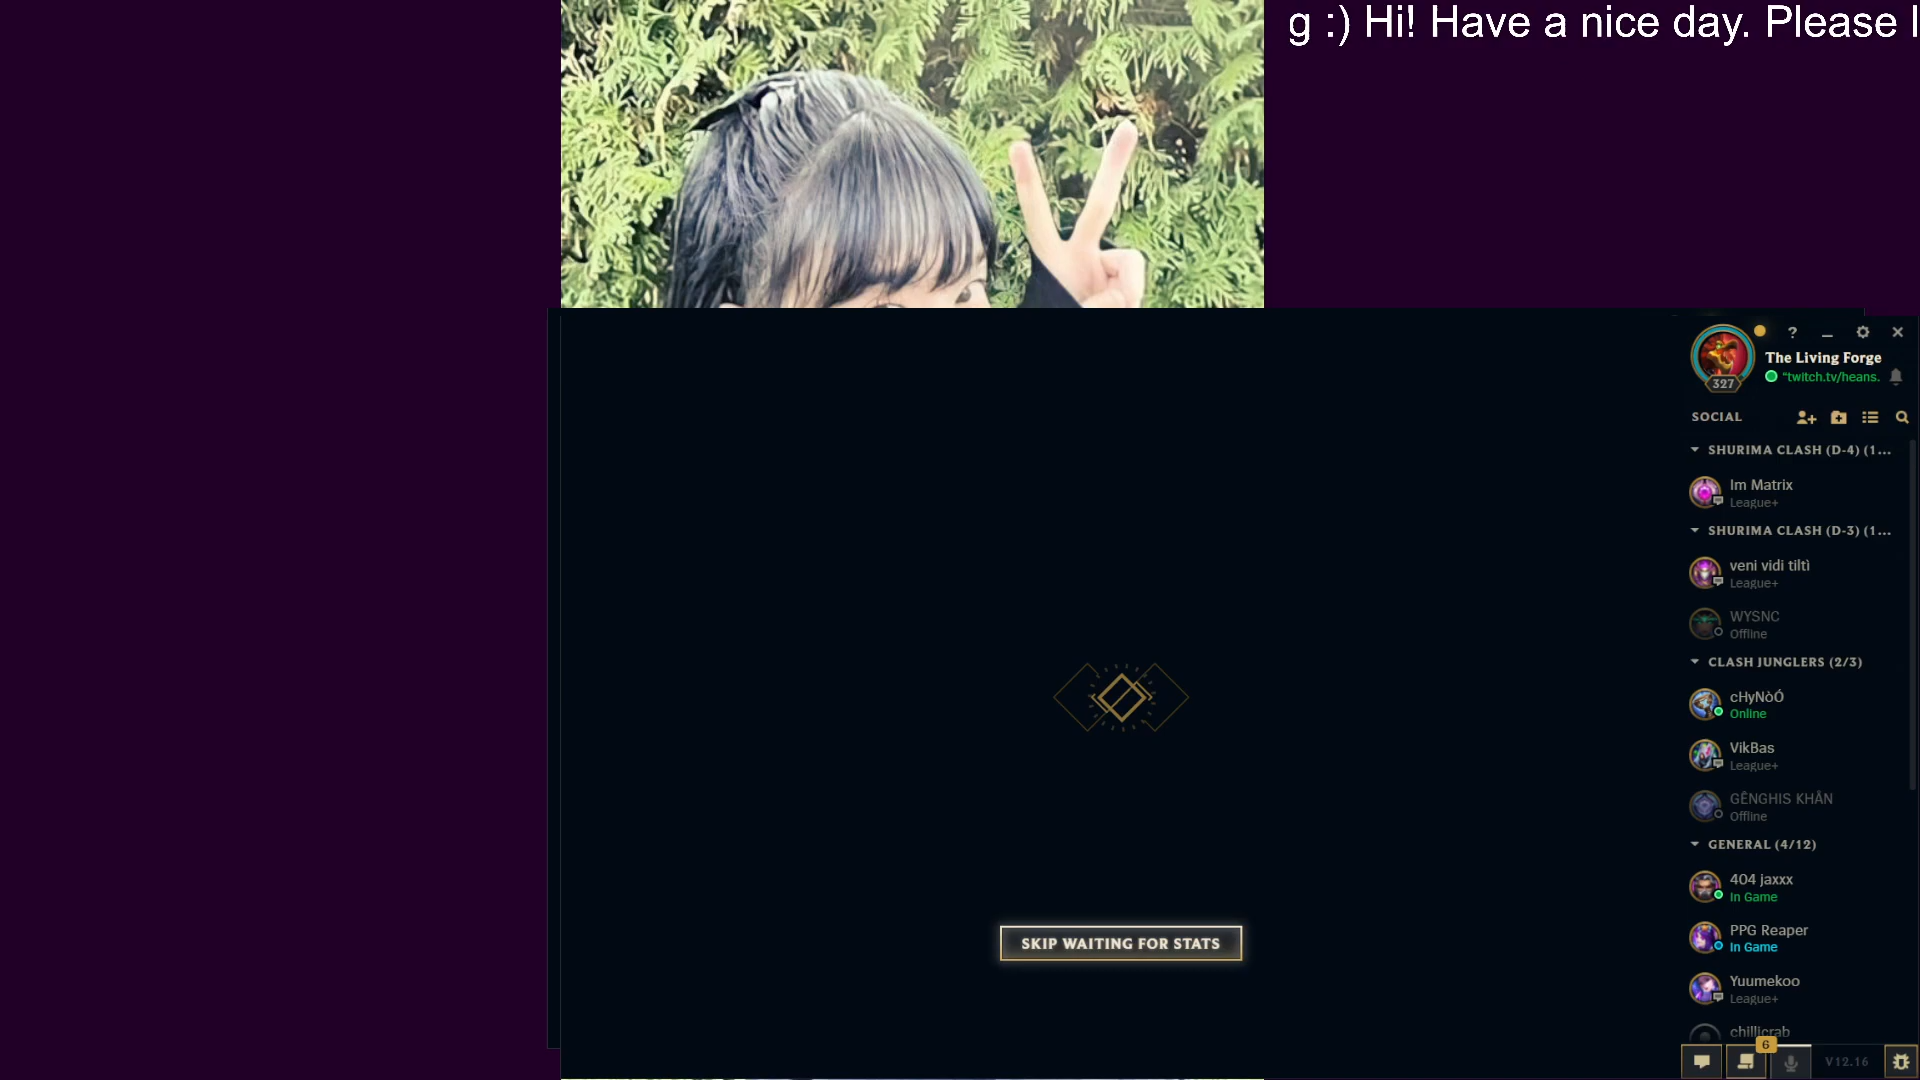 g :) Hi! Have a nice day. Please l
The Living Forge
327
"twitch.tv/heans.
SOCIAL
SHURIMA CLASH (D-4) (1...
Im Matrix
League+
SHURIMA CLASH (D-3) (1...
veni vidi tiltì
League+
WYSNC
Offline
CLASH JUNGLERS (2/3)
cHyNòÓ
Online
VikBas
League+
GÊNGHIS KHÂN
Offline
GENERAL (4/12)
404 jaxxx
In Game
PPG Reaper
In Game
SKIP WAITING FOR STATS
Yuumekoo
League+
chillicrab
6
V12.16